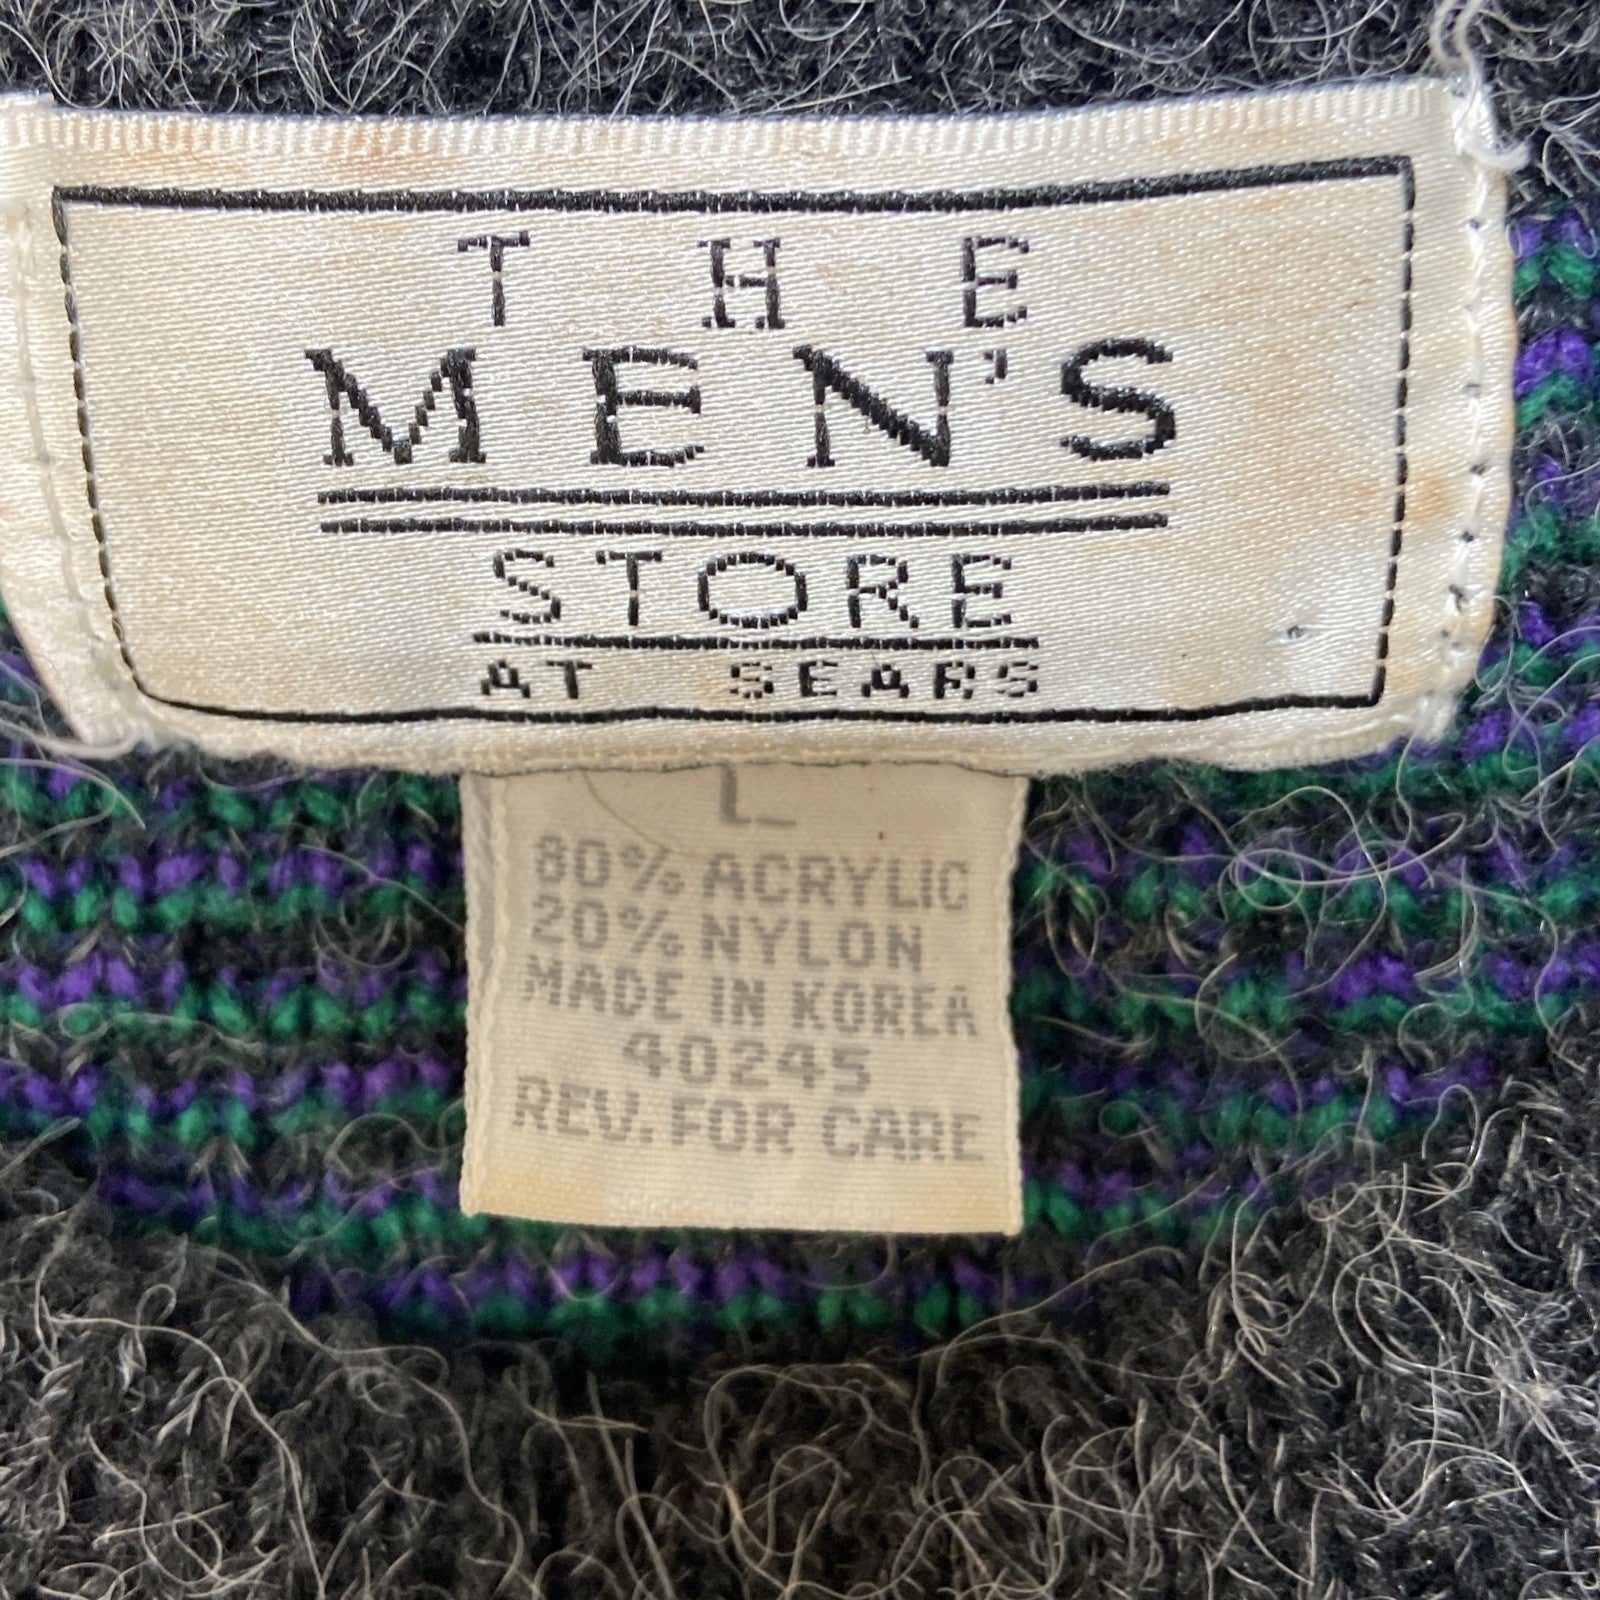 THE
MEN'S
STORE
AT SEARS
L
80% ACRYLIC
20% NYLON
MADE IN KOREA
40245
REV. FOR CARE